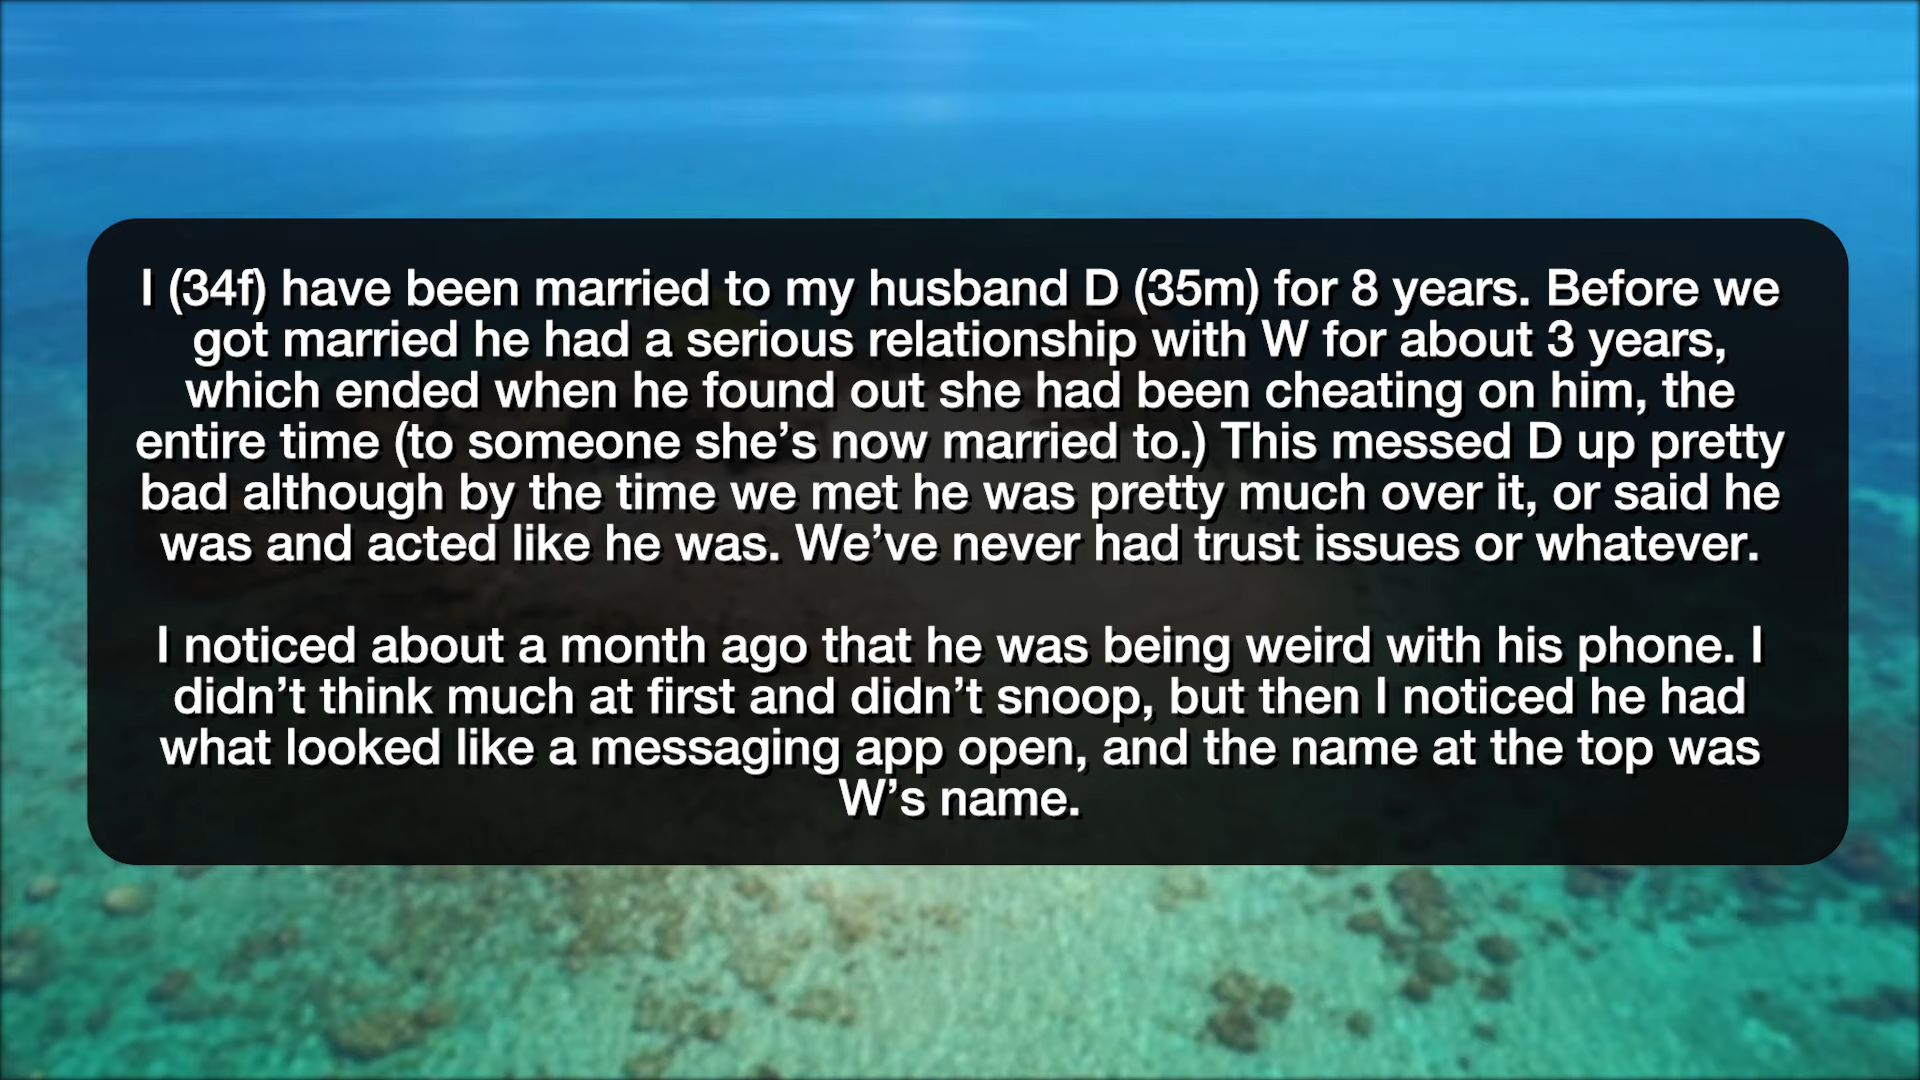 I (34f) have been married to my husband D (35m) for 8 years. Before we
got married he had a serious relationship with W for about 3 years,
which ended when he found out she had been cheating on him, the
entire time (to someone she’s now married to.) This messed D up pretty
bad although by the time we met he was pretty much over it, or said he
was and acted like he was. We’ve never had trust issues or whatever.
I noticed about a month ago that he was being weird with his phone. I
didn’t think much at first and didn’t snoop, but then I noticed he had
what looked like a messaging app open, and the name at the top was
W’s name.